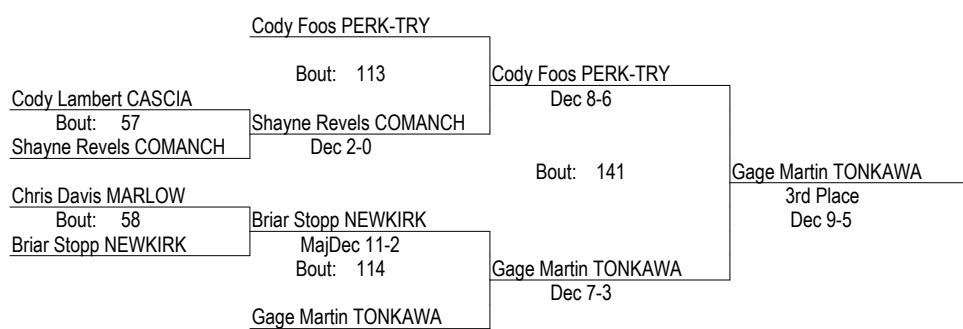 Cody Foos PERK-TRY
Bout: 113
Cody Foos PERK-TRY
Dec 8-6
Cody Lambert CASCIA
Bout: 57
Shayne Revels COMANCH
Shayne Revels COMANCH
Dec 2-0
Bout: 141
Gage Martin TONKAWA
3rd Place
Dec 9-5
Chris Davis MARLOW
Bout: 58
Briar Stopp NEWKIRK
Briar Stopp NEWKIRK
MajDec 11-2
Bout: 114
Gage Martin TONKAWA
Dec 7-3
Gage Martin TONKAWA